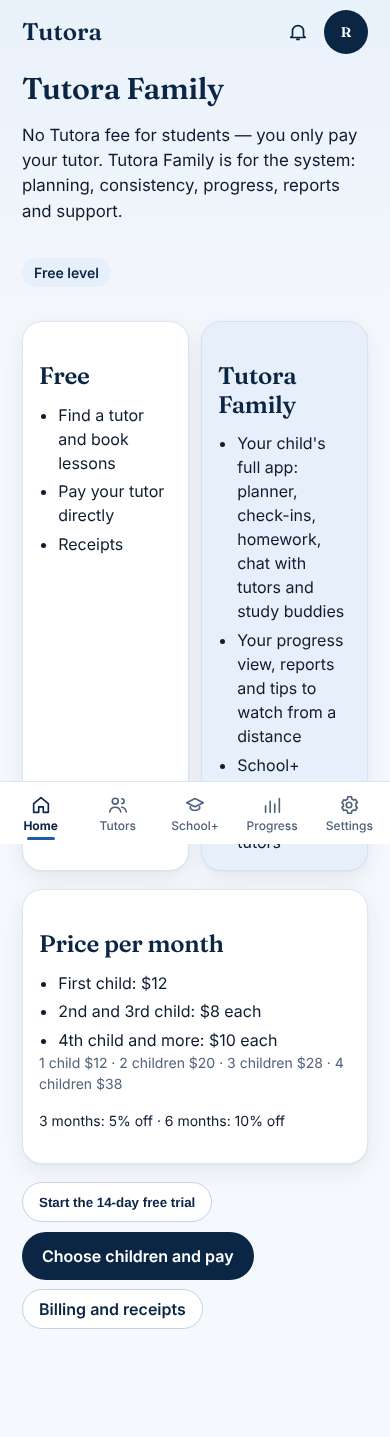 Tutora
R
Tutora Family
No Tutora fee for students — you only pay
your tutor. Tutora Family is for the system:
planning, consistency, progress, reports
and support.
Free level
Free
• Find a tutor
and book
lessons
• Pay your tutor
directly
• Receipts
Tutora
Family
• Your child's
full app:
planner,
check-ins,
homework,
chat with
tutors and
study buddies
• Your progress
view, reports
and tips to
watch from a
distance
• School+
tutors
Home
Tutors
School+
Progress
Settings
Price per month
• First child: $12
• 2nd and 3rd child: $8 each
• 4th child and more: $10 each
1 child $12 · 2 children $20 · 3 children $28 · 4
children $38
3 months: 5% off · 6 months: 10% off
Start the 14-day free trial
Choose children and pay
Billing and receipts